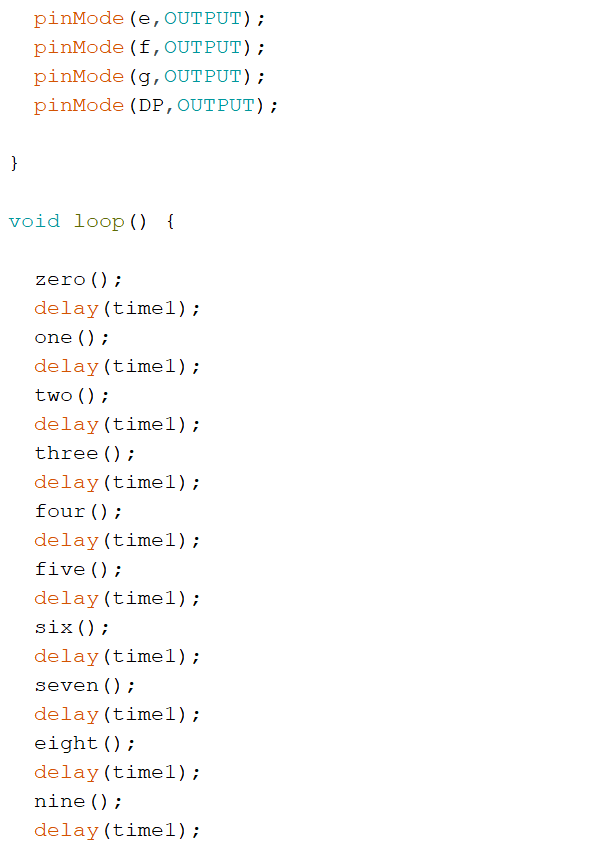 pinMode(e,OUTPUT);
pinMode(f,OUTPUT);
pinMode(g,OUTPUT);
pinMode(DP,OUTPUT);
}
void loop() {
zero();
delay(time1);
one();
delay(time1);
two();
delay(time1);
three();
delay(time1);
four();
delay(time1);
five();
delay(time1);
six();
delay(time1);
seven();
delay(time1);
eight();
delay(time1);
nine();
delay(time1);